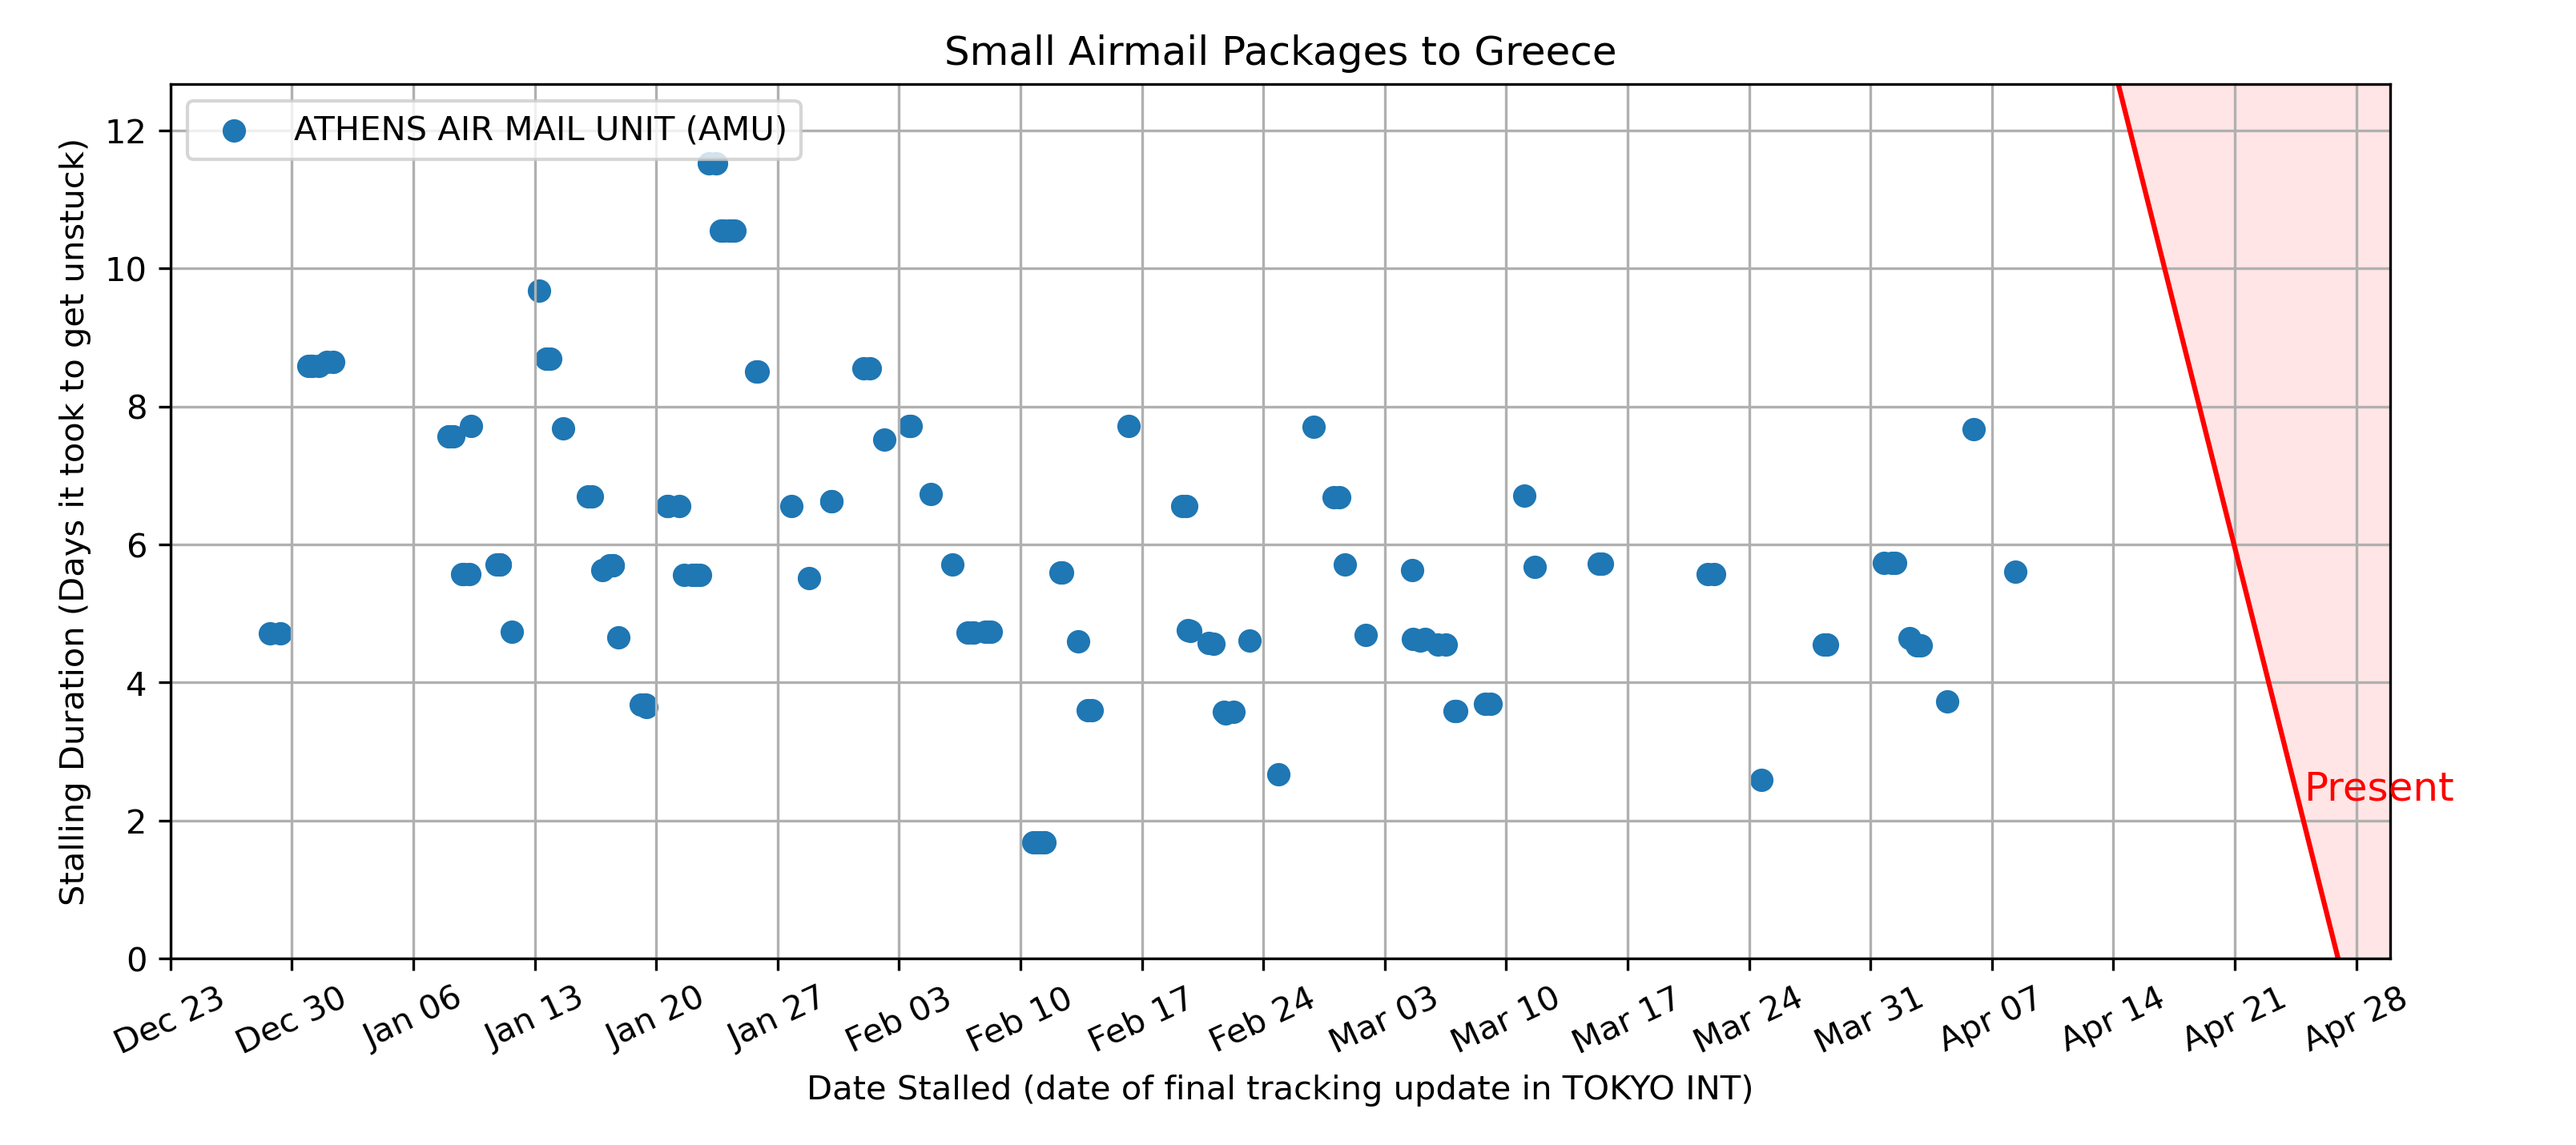 Small Airmail Packages to Greece
ATHENS AIR MAIL UNIT (AMU)
Stalling Duration (Days it took to get unstuck)
12
10
8
6
4
2
0
Present
Dec 23
Dec 30
Jan 06
Jan 13
Jan 20
Jan 27
Feb 03
Feb 10
Feb 17
Feb 24
Mar 03
Mar 10
Mar 17
Mar 24
Mar 31
Apr 07
Apr 14
Apr 21
Apr 28
Date Stalled (date of final tracking update in TOKYO INT)